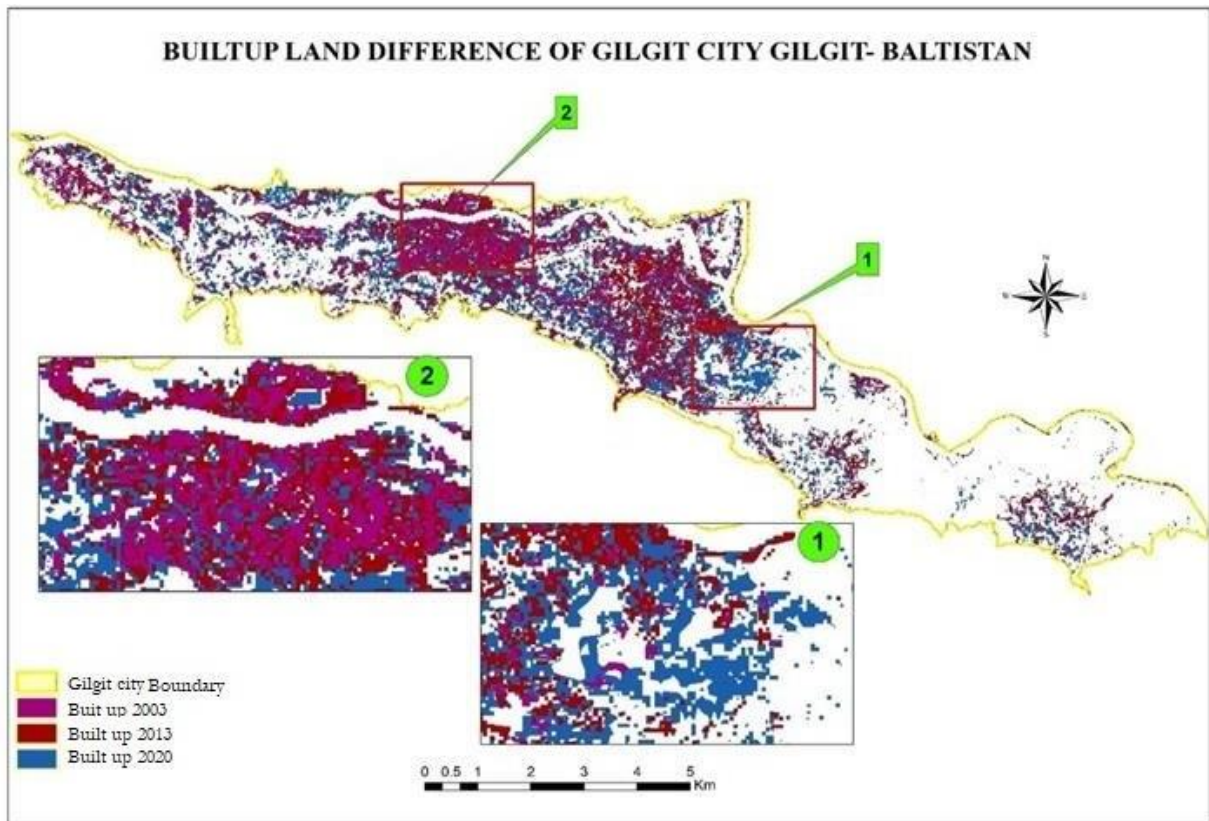 BUILTUP LAND DIFFERENCE OF GILGIT CITY GILGIT- BALTISTAN
2
1
N
S
2
1
Gilgit city Boundary
Buit up 2003
Built up 2013
Built up 2020
0 0.5 1 2 3 4 5
Km